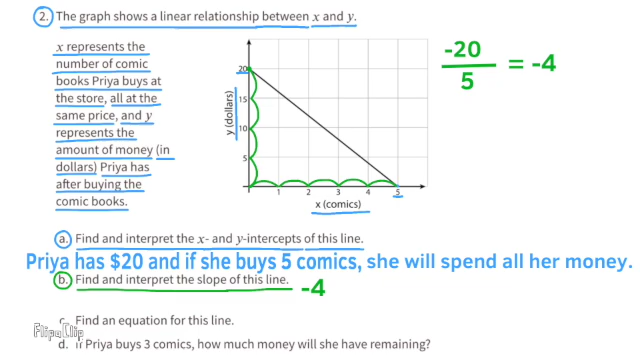 2. The graph shows a linear relationship between x and y.
x represents the
number of comic
books Priya buys at
the store, all at the
same price, and y
represents the
amount of money (in
dollars) Priya has
after buying the
comic books.
20
15
10
5
y (dollars)
1 2 3 4 5
x (comics)
-20
5
= -4
a. Find and interpret the x- and y-intercepts of this line.
Priya has $20 and if she buys 5 comics, she will spend all her money.
b. Find and interpret the slope of this line. -4
c. Find an equation for this line.
FlipaClip
d. If Priya buys 3 comics, how much money will she have remaining?